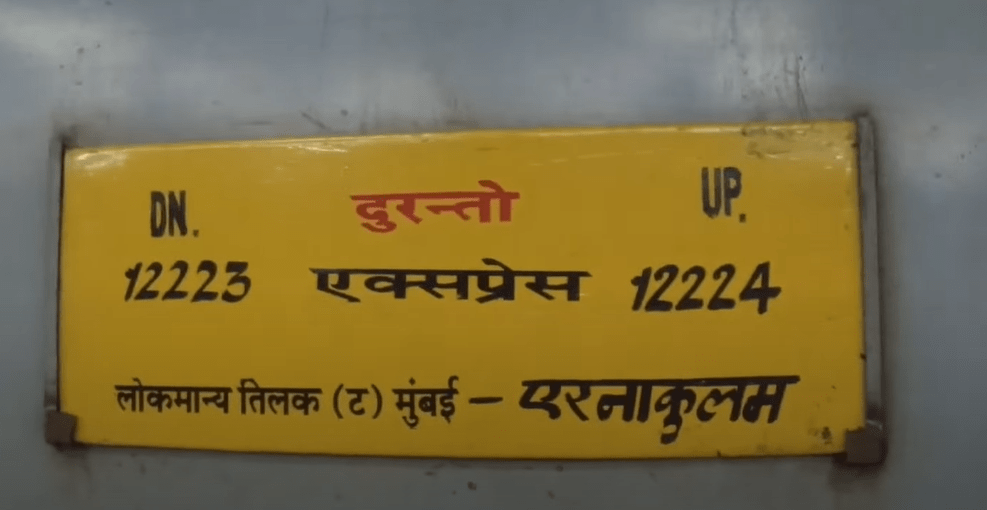 DN. दुरन्तो UP.
12223 एक्सप्रेस 12224
लोकमान्य तिलक (ट) मुंबई – एरनाकुलम